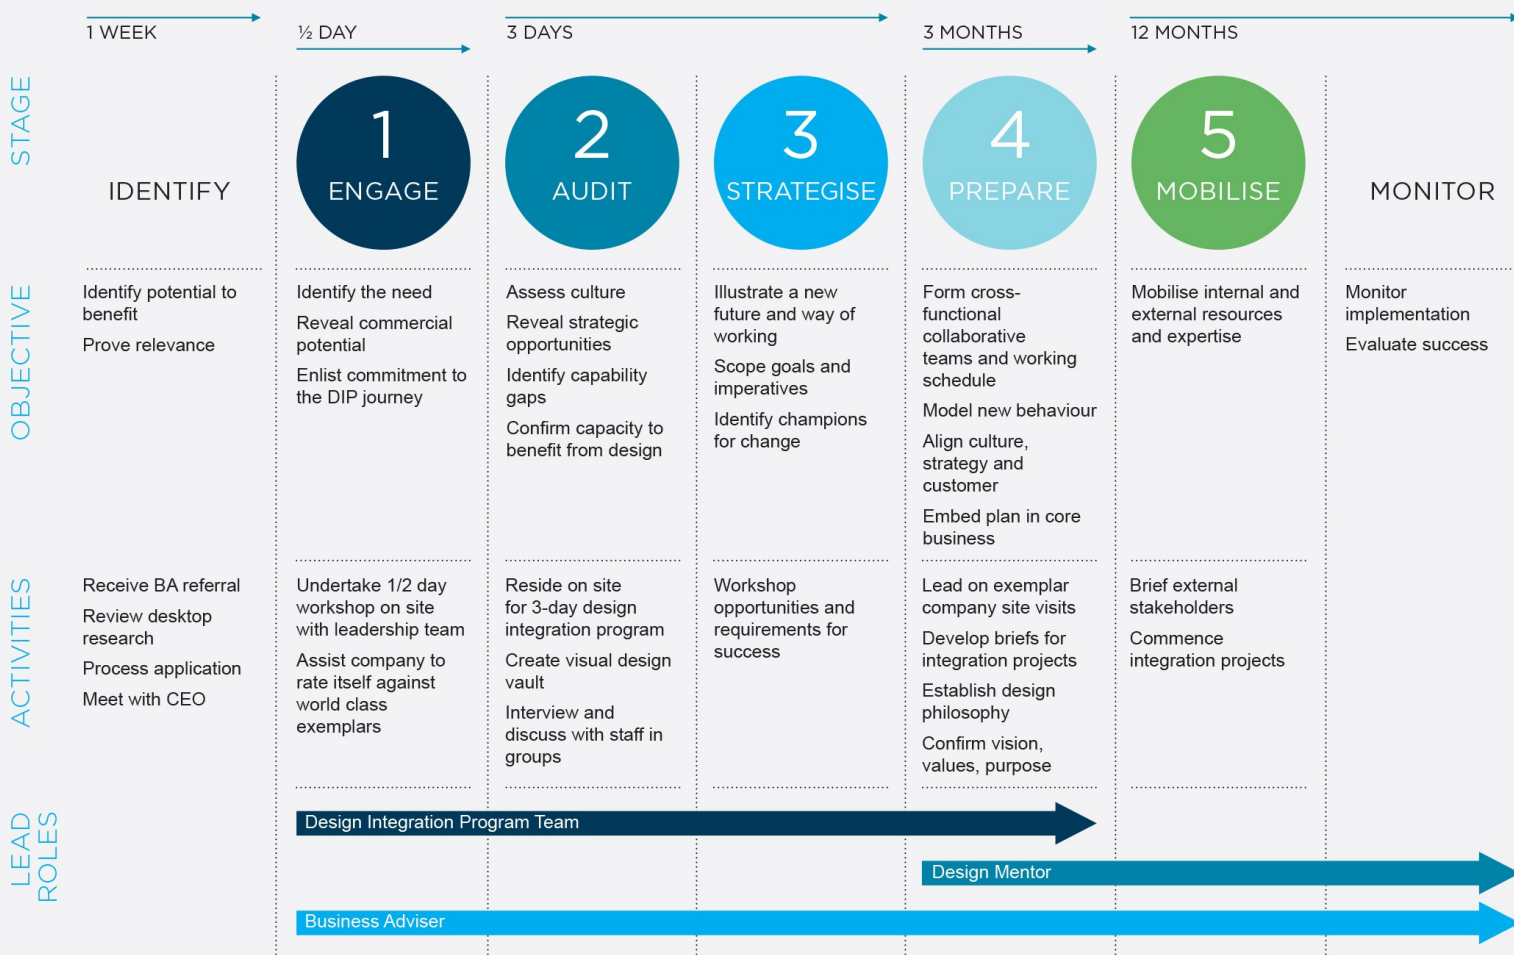 1 WEEK
½ DAY
3 DAYS
3 MONTHS
12 MONTHS
STAGE
IDENTIFY
1
ENGAGE
2
AUDIT
3
STRATEGISE
4
PREPARE
5
MOBILISE
MONITOR
OBJECTIVE
Identify potential to
benefit
Prove relevance
Identify the need
Reveal commercial
potential
Enlist commitment to
the DIP journey
Assess culture
Reveal strategic
opportunities
Identify capability
gaps
Confirm capacity to
benefit from design
Illustrate a new
future and way of
working
Scope goals and
imperatives
Identify champions
for change
Form cross-
functional
collaborative
teams and working
schedule
Model new behaviour
Align culture,
strategy and
customer
Embed plan in core
business
Mobilise internal and
external resources
and expertise
Monitor
implementation
Evaluate success
ACTIVITIES
Receive BA referral
Review desktop
research
Process application
Meet with CEO
Undertake 1/2 day
workshop on site
with leadership team
Assist company to
rate itself against
world class
exemplars
Reside on site
for 3-day design
integration program
Create visual design
vault
Interview and
discuss with staff in
groups
Workshop
opportunities and
requirements for
success
Lead on exemplar
company site visits
Develop briefs for
integration projects
Establish design
philosophy
Confirm vision,
values, purpose
Brief external
stakeholders
Commence
integration projects
LEAD
ROLES
Design Integration Program Team
Design Mentor
Business Adviser